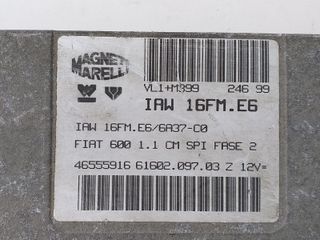 MAGNETI
MARELLI
VL1+M399 246 99
IAW 16FM.E6
IAW 16FM.E6/6A37-C0
FIAT 600 1.1 CM SPI FASE 2
46555916 61602.097.03 Z 12V=